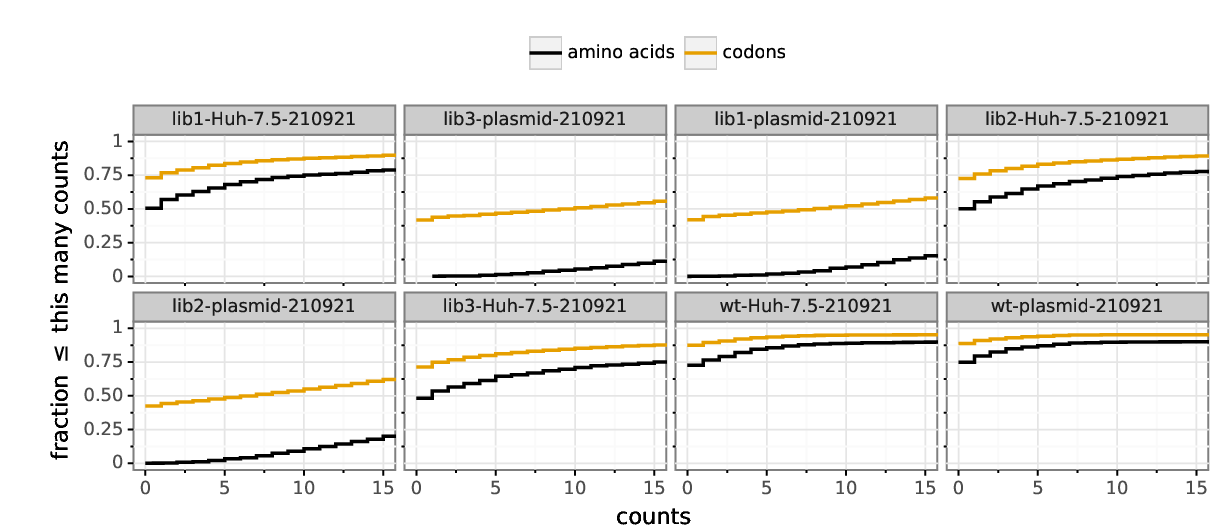 amino acids codons
lib1-Huh-7.5-210921 lib3-plasmid-210921 lib1-plasmid-210921 lib2-Huh-7.5-210921
1
0.75
0.50
0.25
0
lib2-plasmid-210921 lib3-Huh-7.5-210921 wt-Huh-7.5-210921 wt-plasmid-210921
1
0.75
0.50
0.25
0
0 5 10 15 0 5 10 15 0 5 10 15 0 5 10 15
counts
fraction ≤ this many counts